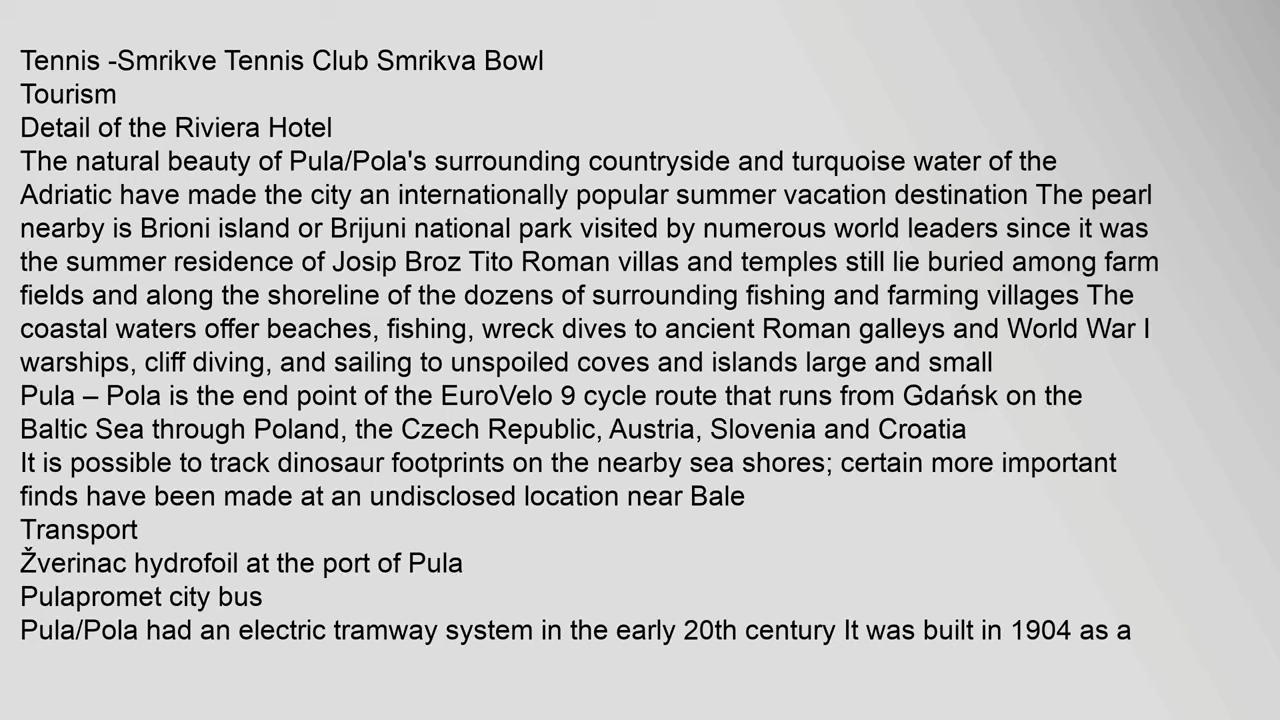 Tennis -Smrikve Tennis Club Smrikva Bowl
Tourism
Detail of the Riviera Hotel
The natural beauty of Pula/Pola's surrounding countryside and turquoise water of the
Adriatic have made the city an internationally popular summer vacation destination The pearl
nearby is Brioni island or Brijuni national park visited by numerous world leaders since it was
the summer residence of Josip Broz Tito Roman villas and temples still lie buried among farm
fields and along the shoreline of the dozens of surrounding fishing and farming villages The
coastal waters offer beaches, fishing, wreck dives to ancient Roman galleys and World War I
warships, cliff diving, and sailing to unspoiled coves and islands large and small
Pula – Pola is the end point of the EuroVelo 9 cycle route that runs from Gdańsk on the
Baltic Sea through Poland, the Czech Republic, Austria, Slovenia and Croatia
It is possible to track dinosaur footprints on the nearby sea shores; certain more important
finds have been made at an undisclosed location near Bale
Transport
Žverinac hydrofoil at the port of Pula
Pulapromet city bus
Pula/Pola had an electric tramway system in the early 20th century It was built in 1904 as a